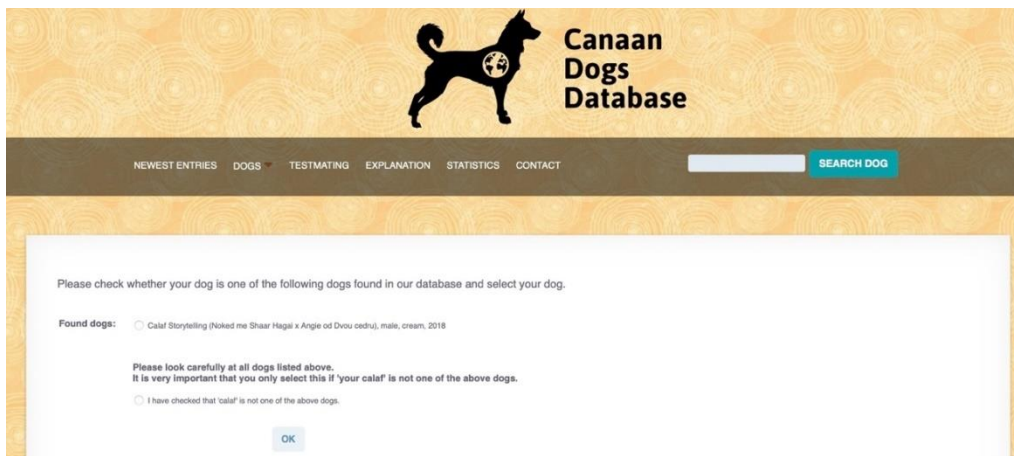 Canaan
Dogs
Database
NEWEST ENTRIES DOGS TESTMATING EXPLANATION STATISTICS CONTACT SEARCH DOG
Please check whether your dog is one of the following dogs found in our database and select your dog.
Found dogs: Calaf Storytelling (Noked me Shaar Hagai x Angie od Dvou cedru), male, cream, 2018
Please look carefully at all dogs listed above.
It is very important that you only select this if 'your calaf' is not one of the above dogs.
I have checked that 'calaf' is not one of the above dogs.
OK